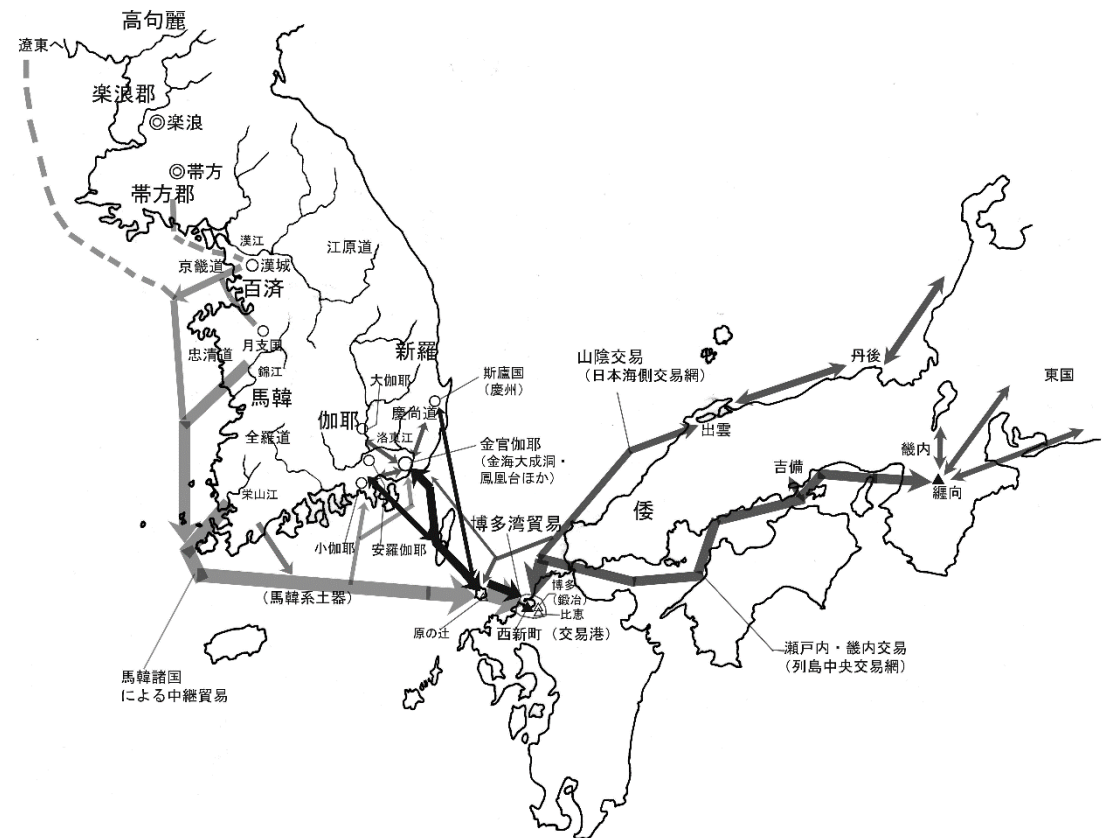 高句麗
遼東へ
楽浪郡
◎楽浪
◎帯方
帯方郡
漢江
江原道
京畿道
漢城
百済
月支国
忠清道
錦江
新羅
馬韓
大伽耶
斯廬国
（慶州）
伽耶
慶尚道
洛東江
全羅道
金官伽耶
（金海大成洞・
鳳凰台ほか）
栄山江
小伽耶
安羅伽耶
（馬韓系土器）
馬韓諸国
による中継貿易
山陰交易
（日本海側交易網）
丹後
東国
出雲
畿内
吉備
纒向
倭
博多湾貿易
博多
（鍛冶）
比恵
原の辻
西新町（交易港）
瀬戸内・畿内交易
（列島中央交易網）